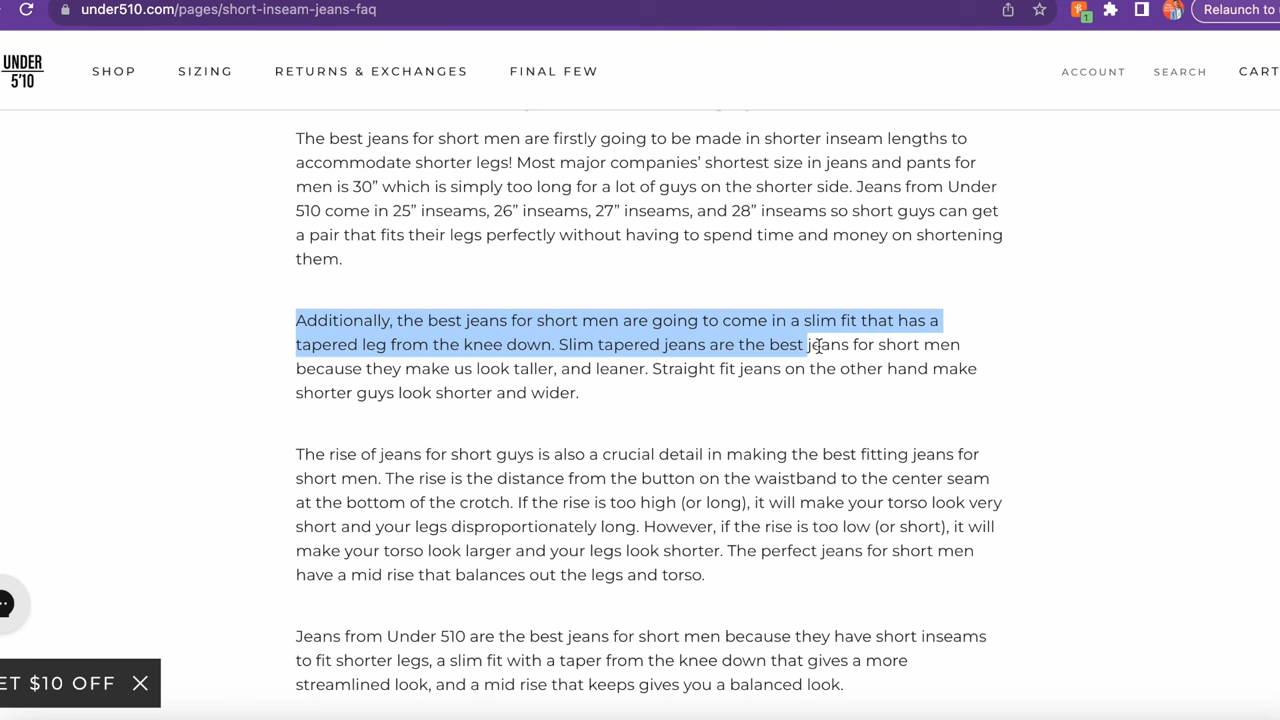 under510.com/pages/short-inseam-jeans-faq
1
Relaunch to
UNDER
5'10
SHOP
SIZING
RETURNS & EXCHANGES
FINAL FEW
ACCOUNT
SEARCH
CART
The best jeans for short men are firstly going to be made in shorter inseam lengths to
accommodate shorter legs! Most major companies’ shortest size in jeans and pants for
men is 30” which is simply too long for a lot of guys on the shorter side. Jeans from Under
510 come in 25” inseams, 26” inseams, 27” inseams, and 28” inseams so short guys can get
a pair that fits their legs perfectly without having to spend time and money on shortening
them.
Additionally, the best jeans for short men are going to come in a slim fit that has a
tapered leg from the knee down. Slim tapered jeans are the best jeans for short men
because they make us look taller, and leaner. Straight fit jeans on the other hand make
shorter guys look shorter and wider.
The rise of jeans for short guys is also a crucial detail in making the best fitting jeans for
short men. The rise is the distance from the button on the waistband to the center seam
at the bottom of the crotch. If the rise is too high (or long), it will make your torso look very
short and your legs disproportionately long. However, if the rise is too low (or short), it will
make your torso look larger and your legs look shorter. The perfect jeans for short men
have a mid rise that balances out the legs and torso.
Jeans from Under 510 are the best jeans for short men because they have short inseams
to fit shorter legs, a slim fit with a taper from the knee down that gives a more
streamlined look, and a mid rise that keeps gives you a balanced look.
ET $10 OFF